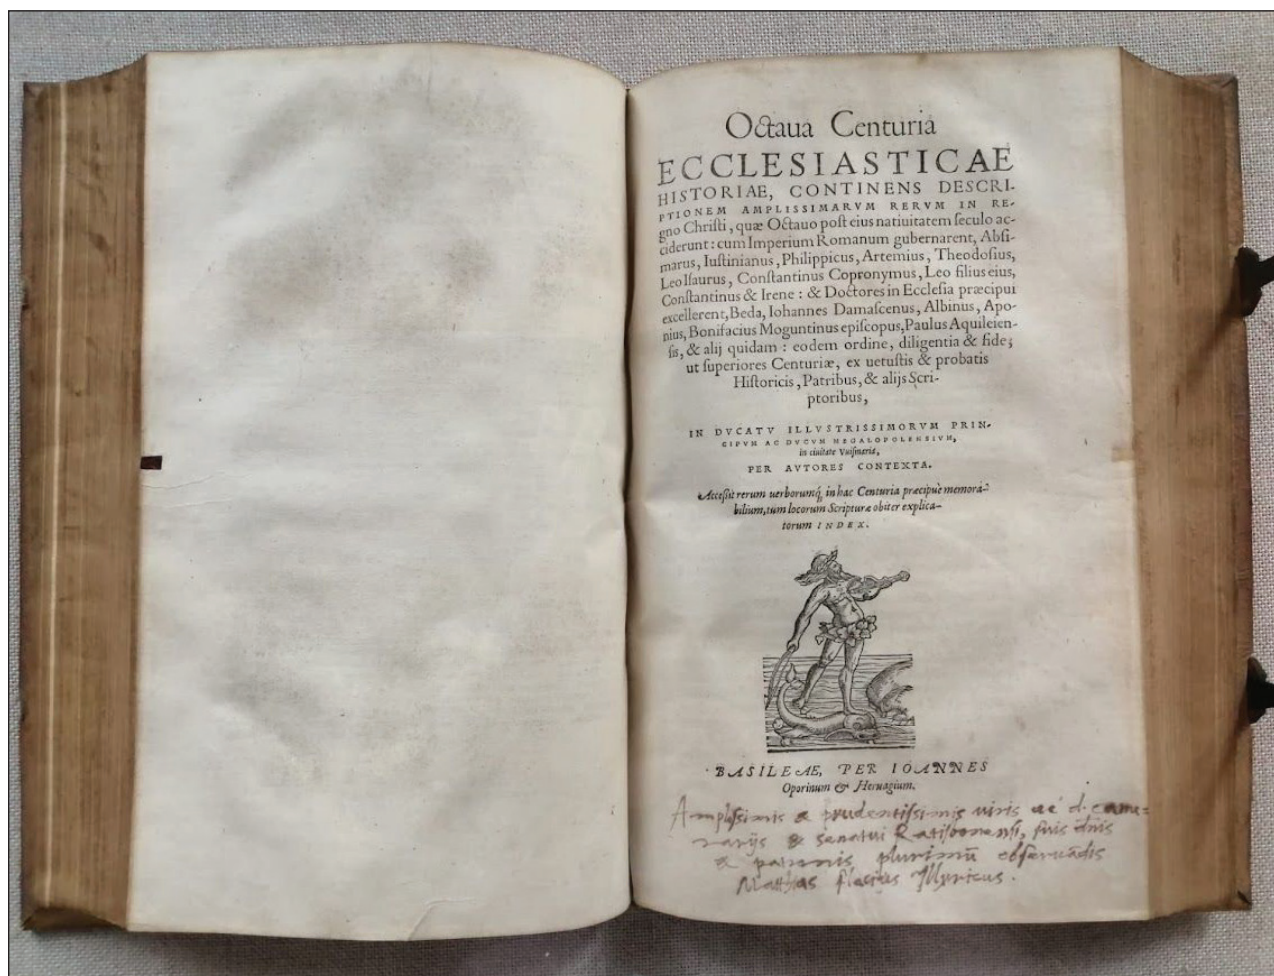 Octaua Centuria
ECCLESIASTICAE
HISTORIAE, CONTINENS DESCRI-
PTIONEM AMPLISSIMARVM RERVM IN RE-
gno Christi, quæ Octauo post eius natiuitatem seculo ac-
ciderunt: cum Imperium Romanum gubernarent, Absi-
marus, Iustinianus, Philippicus, Artemius, Theodosius,
Leo Isaurus, Constantinus Copronymus, Leo filius eius,
Constantinus & Irene: & Doctores in Ecclesia præcipui
excellerent, Beda, Iohannes Damascenus, Albinus, Apo-
nius, Bonifacius Moguntinus episcopus, Paulus Aquileien-
sis, & alij quidam: eodem ordine, diligentia & fide;
ut superiores Centuriæ, ex uetustis & probatis
Historicis, Patribus, & alijs Scri-
ptoribus,
IN DVCATV ILLVSTRISSIMORVM PRIN-
CIPVM AC DVCVM MEGALOPOLENSIVM,
in ciuitate Vuismaria,
PER AVTORES CONTEXTA.
Accessit rerum uerborumq́; in hac Centuria præcipuè memora-
bilium, tum locorum Scripturæ obiter explica-
torum INDEX.
BASILEAE, PER IOANNES
Oporinum & Heruagium.
Amplissimis & prudentissimis uiris ac d. came-
rarijs & senatui Ratisbonensi, suis dnis
& patronis plurimū obseruādis
Matthias Flacius Illyricus.